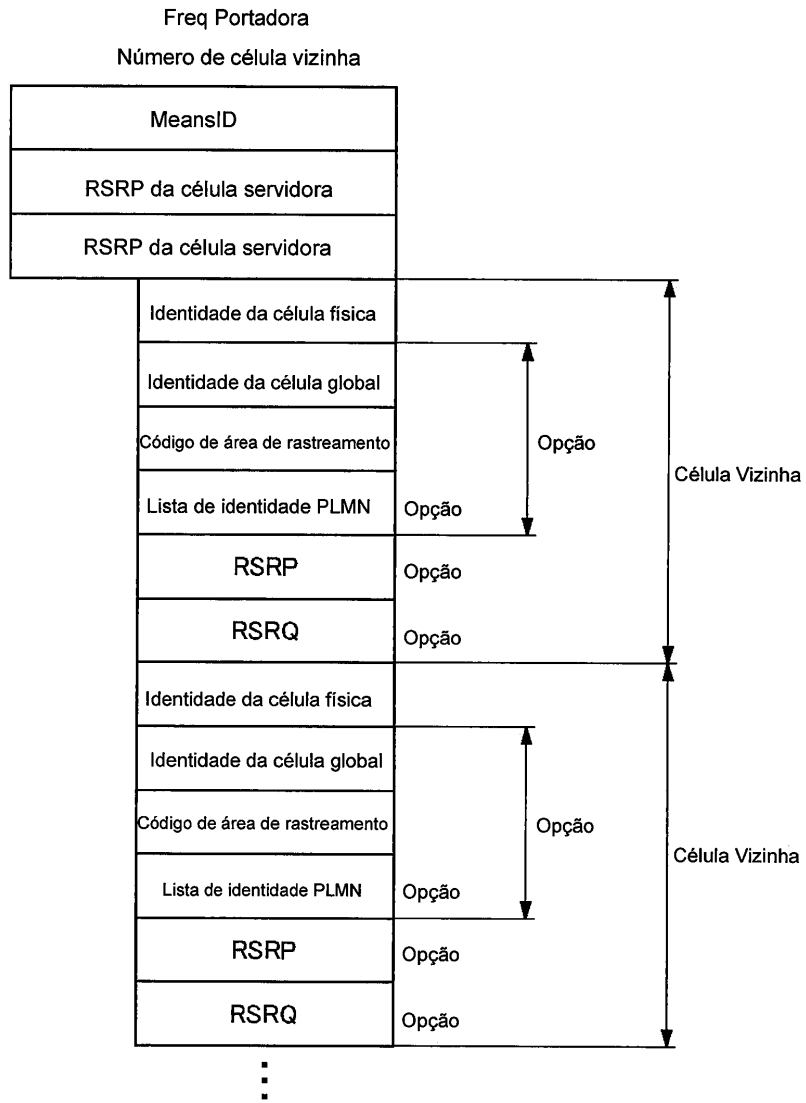 Freq Portadora
Número de célula vizinha
MeansID
RSRP da célula servidora
RSRP da célula servidora
Identidade da célula física
Identidade da célula global
Código de área de rastreamento
Opção
Célula Vizinha
Lista de identidade PLMN
Opção
RSRP
Opção
RSRQ
Opção
Identidade da célula física
Identidade da célula global
Código de área de rastreamento
Opção
Célula Vizinha
Lista de identidade PLMN
Opção
RSRP
Opção
RSRQ
Opção